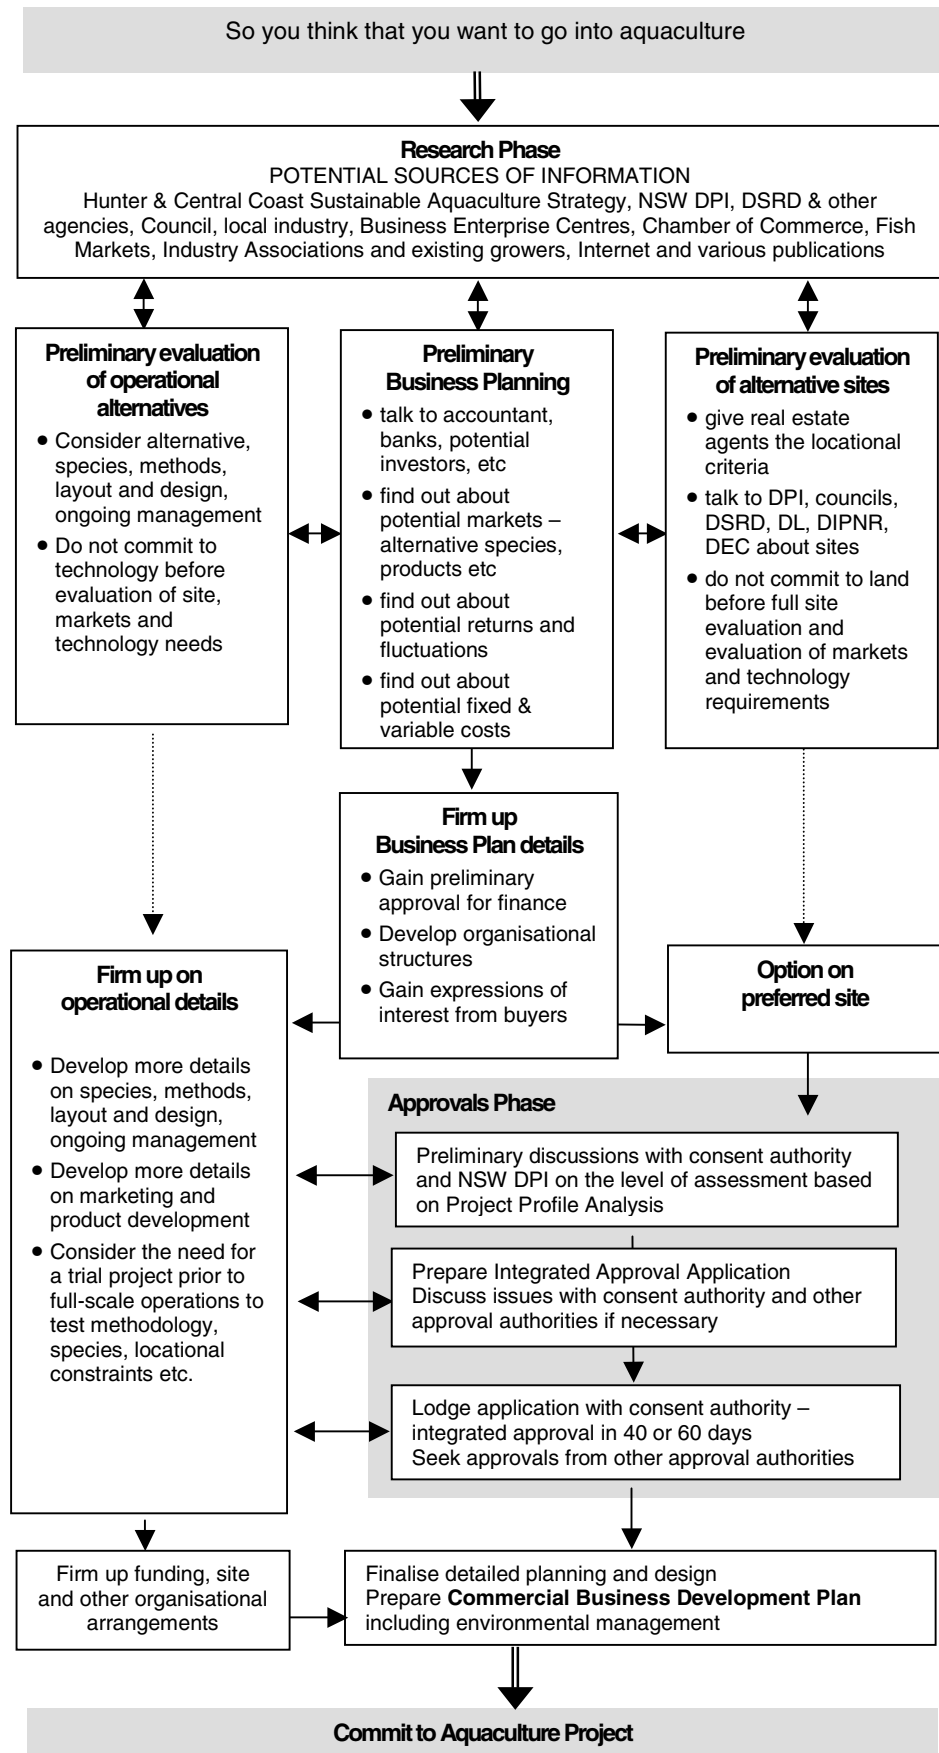 So you think that you want to go into aquaculture
Research Phase
POTENTIAL SOURCES OF INFORMATION
Hunter & Central Coast Sustainable Aquaculture Strategy, NSW DPI, DSRD & other
agencies, Council, local industry, Business Enterprise Centres, Chamber of Commerce, Fish
Markets, Industry Associations and existing growers, Internet and various publications
Preliminary evaluation
of operational
alternatives
• Consider alternative,
species, methods,
layout and design,
ongoing management
• Do not commit to
technology before
evaluation of site,
markets and
technology needs
Preliminary
Business Planning
• talk to accountant,
banks, potential
investors, etc
• find out about
potential markets –
alternative species,
products etc
• find out about
potential returns and
fluctuations
• find out about
potential fixed &
variable costs
Preliminary evaluation
of alternative sites
• give real estate
agents the locational
criteria
• talk to DPI, councils,
DSRD, DL, DIPNR,
DEC about sites
• do not commit to land
before full site
evaluation and
evaluation of markets
and technology
requirements
Firm up
Business Plan details
• Gain preliminary
approval for finance
• Develop organisational
structures
• Gain expressions of
interest from buyers
Firm up on
operational details
• Develop more details
on species, methods,
layout and design,
ongoing management
• Develop more details
on marketing and
product development
• Consider the need for
a trial project prior to
full-scale operations to
test methodology,
species, locational
constraints etc.
Option on
preferred site
Approvals Phase
Preliminary discussions with consent authority
and NSW DPI on the level of assessment based
on Project Profile Analysis
Prepare Integrated Approval Application
Discuss issues with consent authority and other
approval authorities if necessary
Lodge application with consent authority –
integrated approval in 40 or 60 days
Seek approvals from other approval authorities
Firm up funding, site
and other organisational
arrangements
Finalise detailed planning and design
Prepare Commercial Business Development Plan
including environmental management
Commit to Aquaculture Project